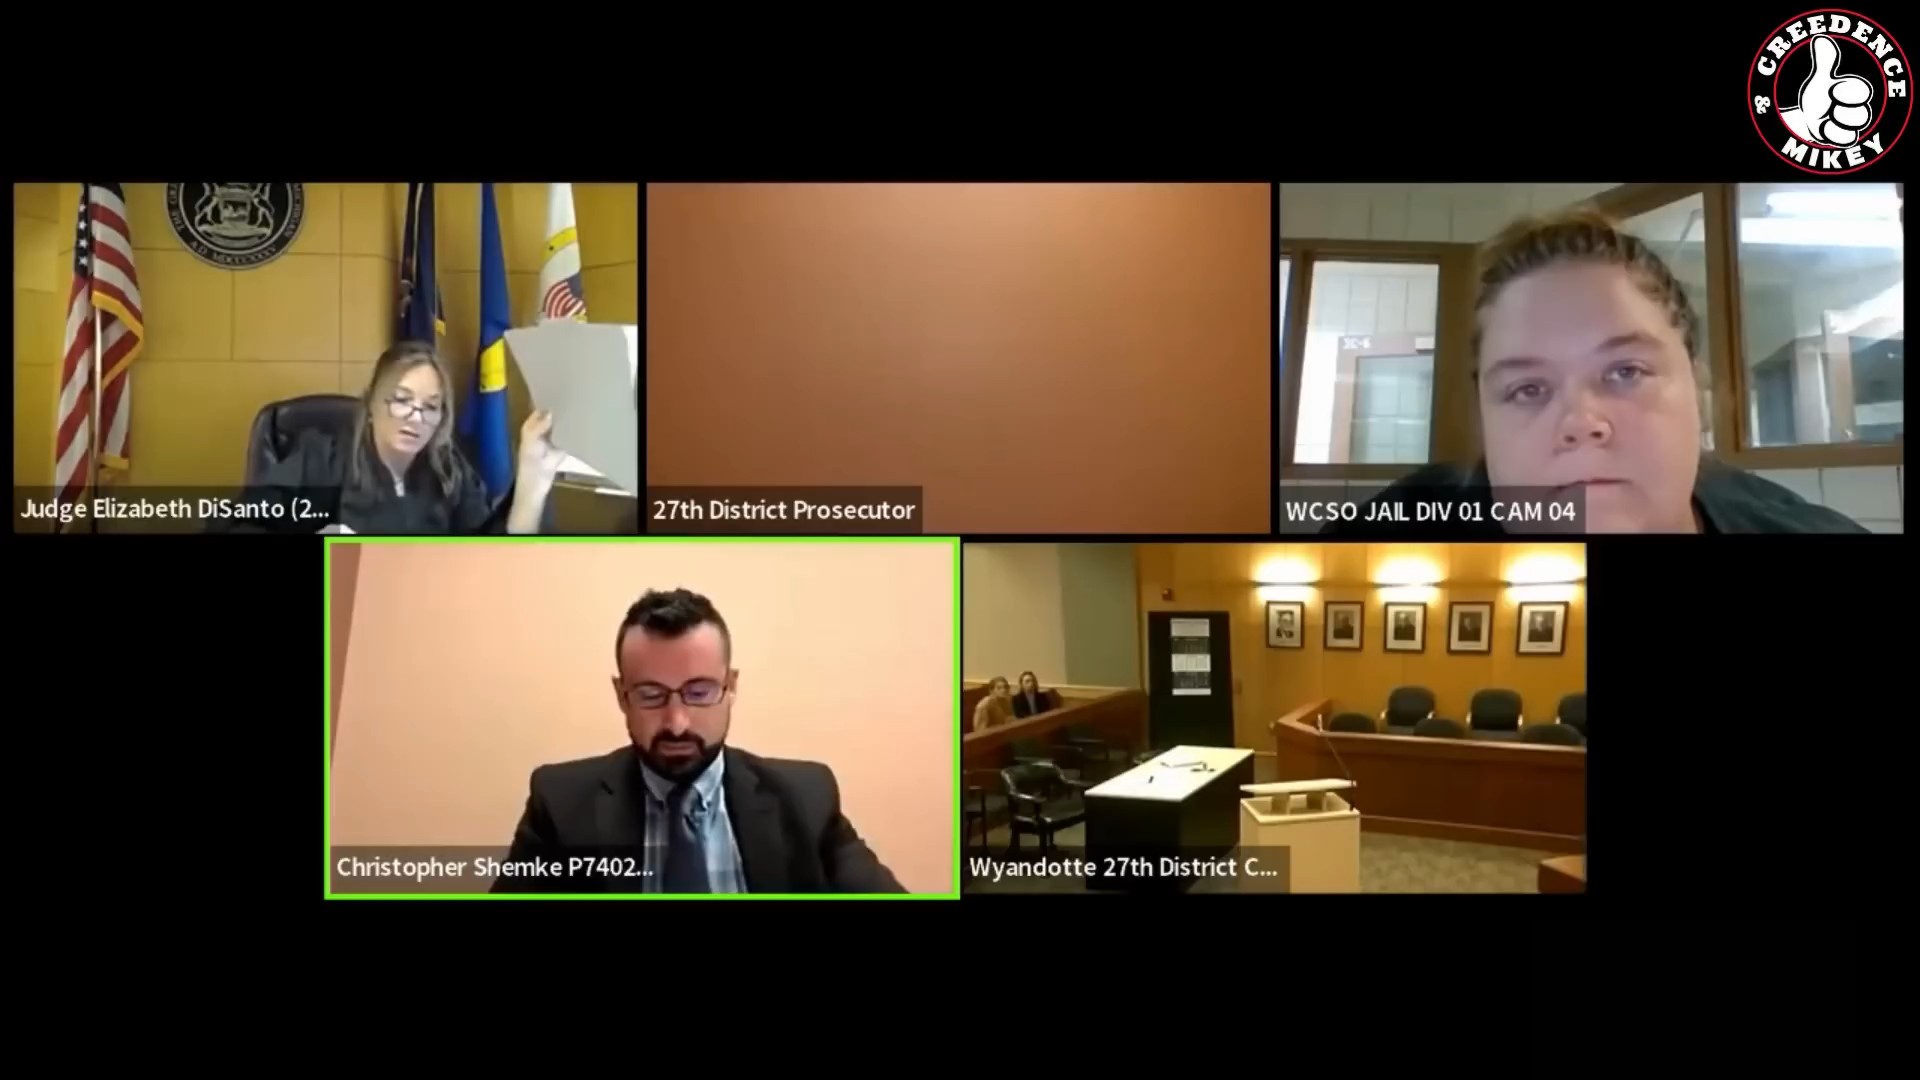 CREEDENCE
& MIKEY
A.D. MDCCCXXXV
Judge Elizabeth DiSanto (2...
27th District Prosecutor
WCSO JAIL DIV 01 CAM 04
Christopher Shemke P7402...
Wyandotte 27th District C...